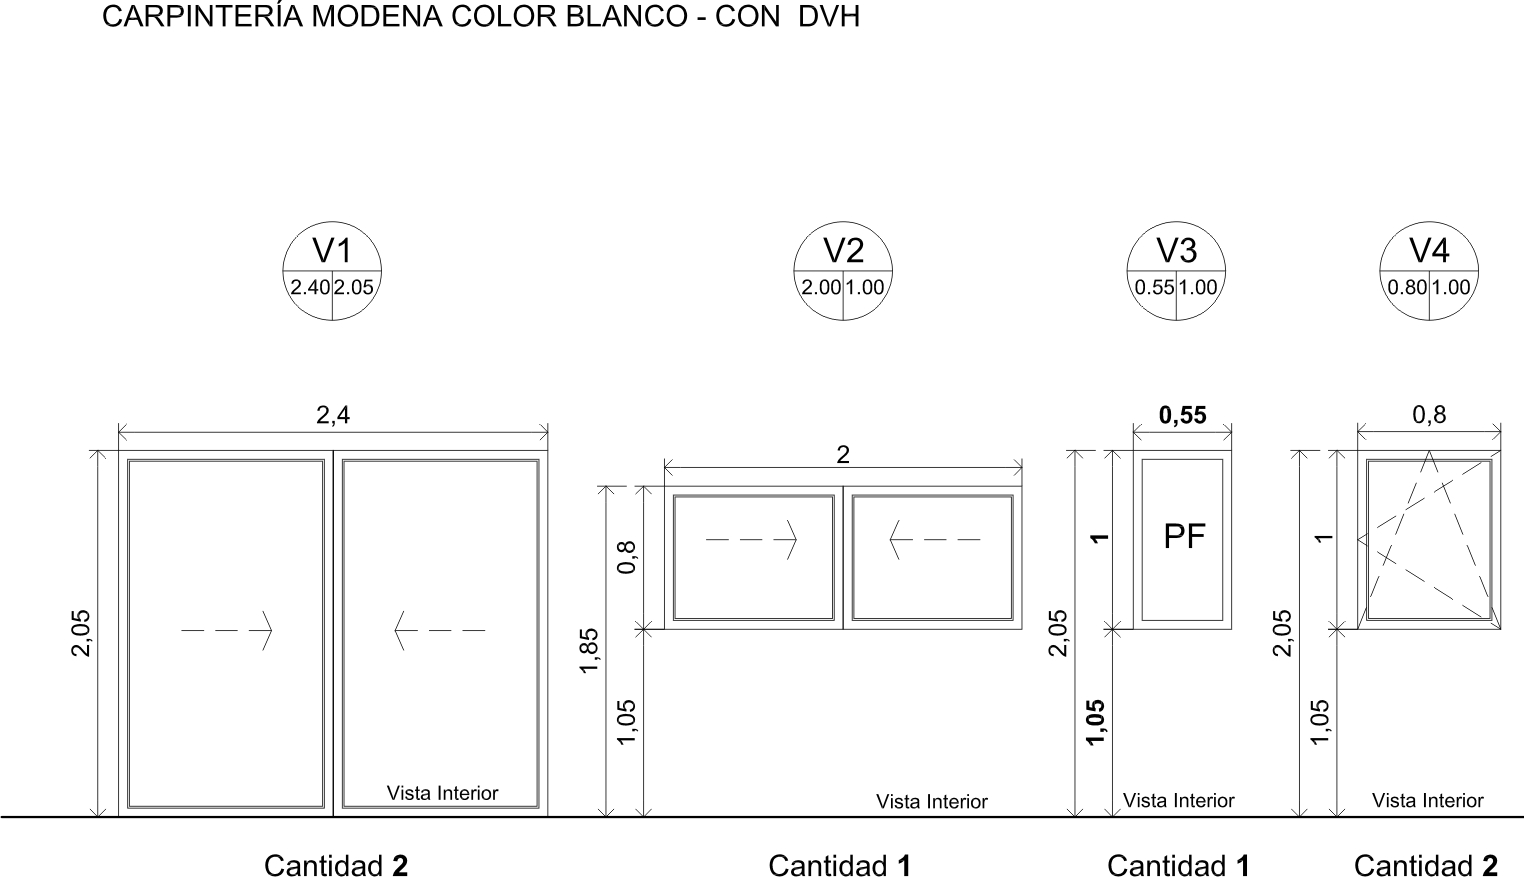 CARPINTERÍA MODENA COLOR BLANCO - CON DVH
V1
2.40 2.05
V2
2.00 1.00
V3
0.55 1.00
V4
0.80 1.00
2,4
2,05
Vista Interior
Cantidad 2
2
0,8
1,85
1,05
Vista Interior
Cantidad 1
0,55
1
PF
2,05
1,05
Vista Interior
Cantidad 1
0,8
1
2,05
1,05
Vista Interior
Cantidad 2